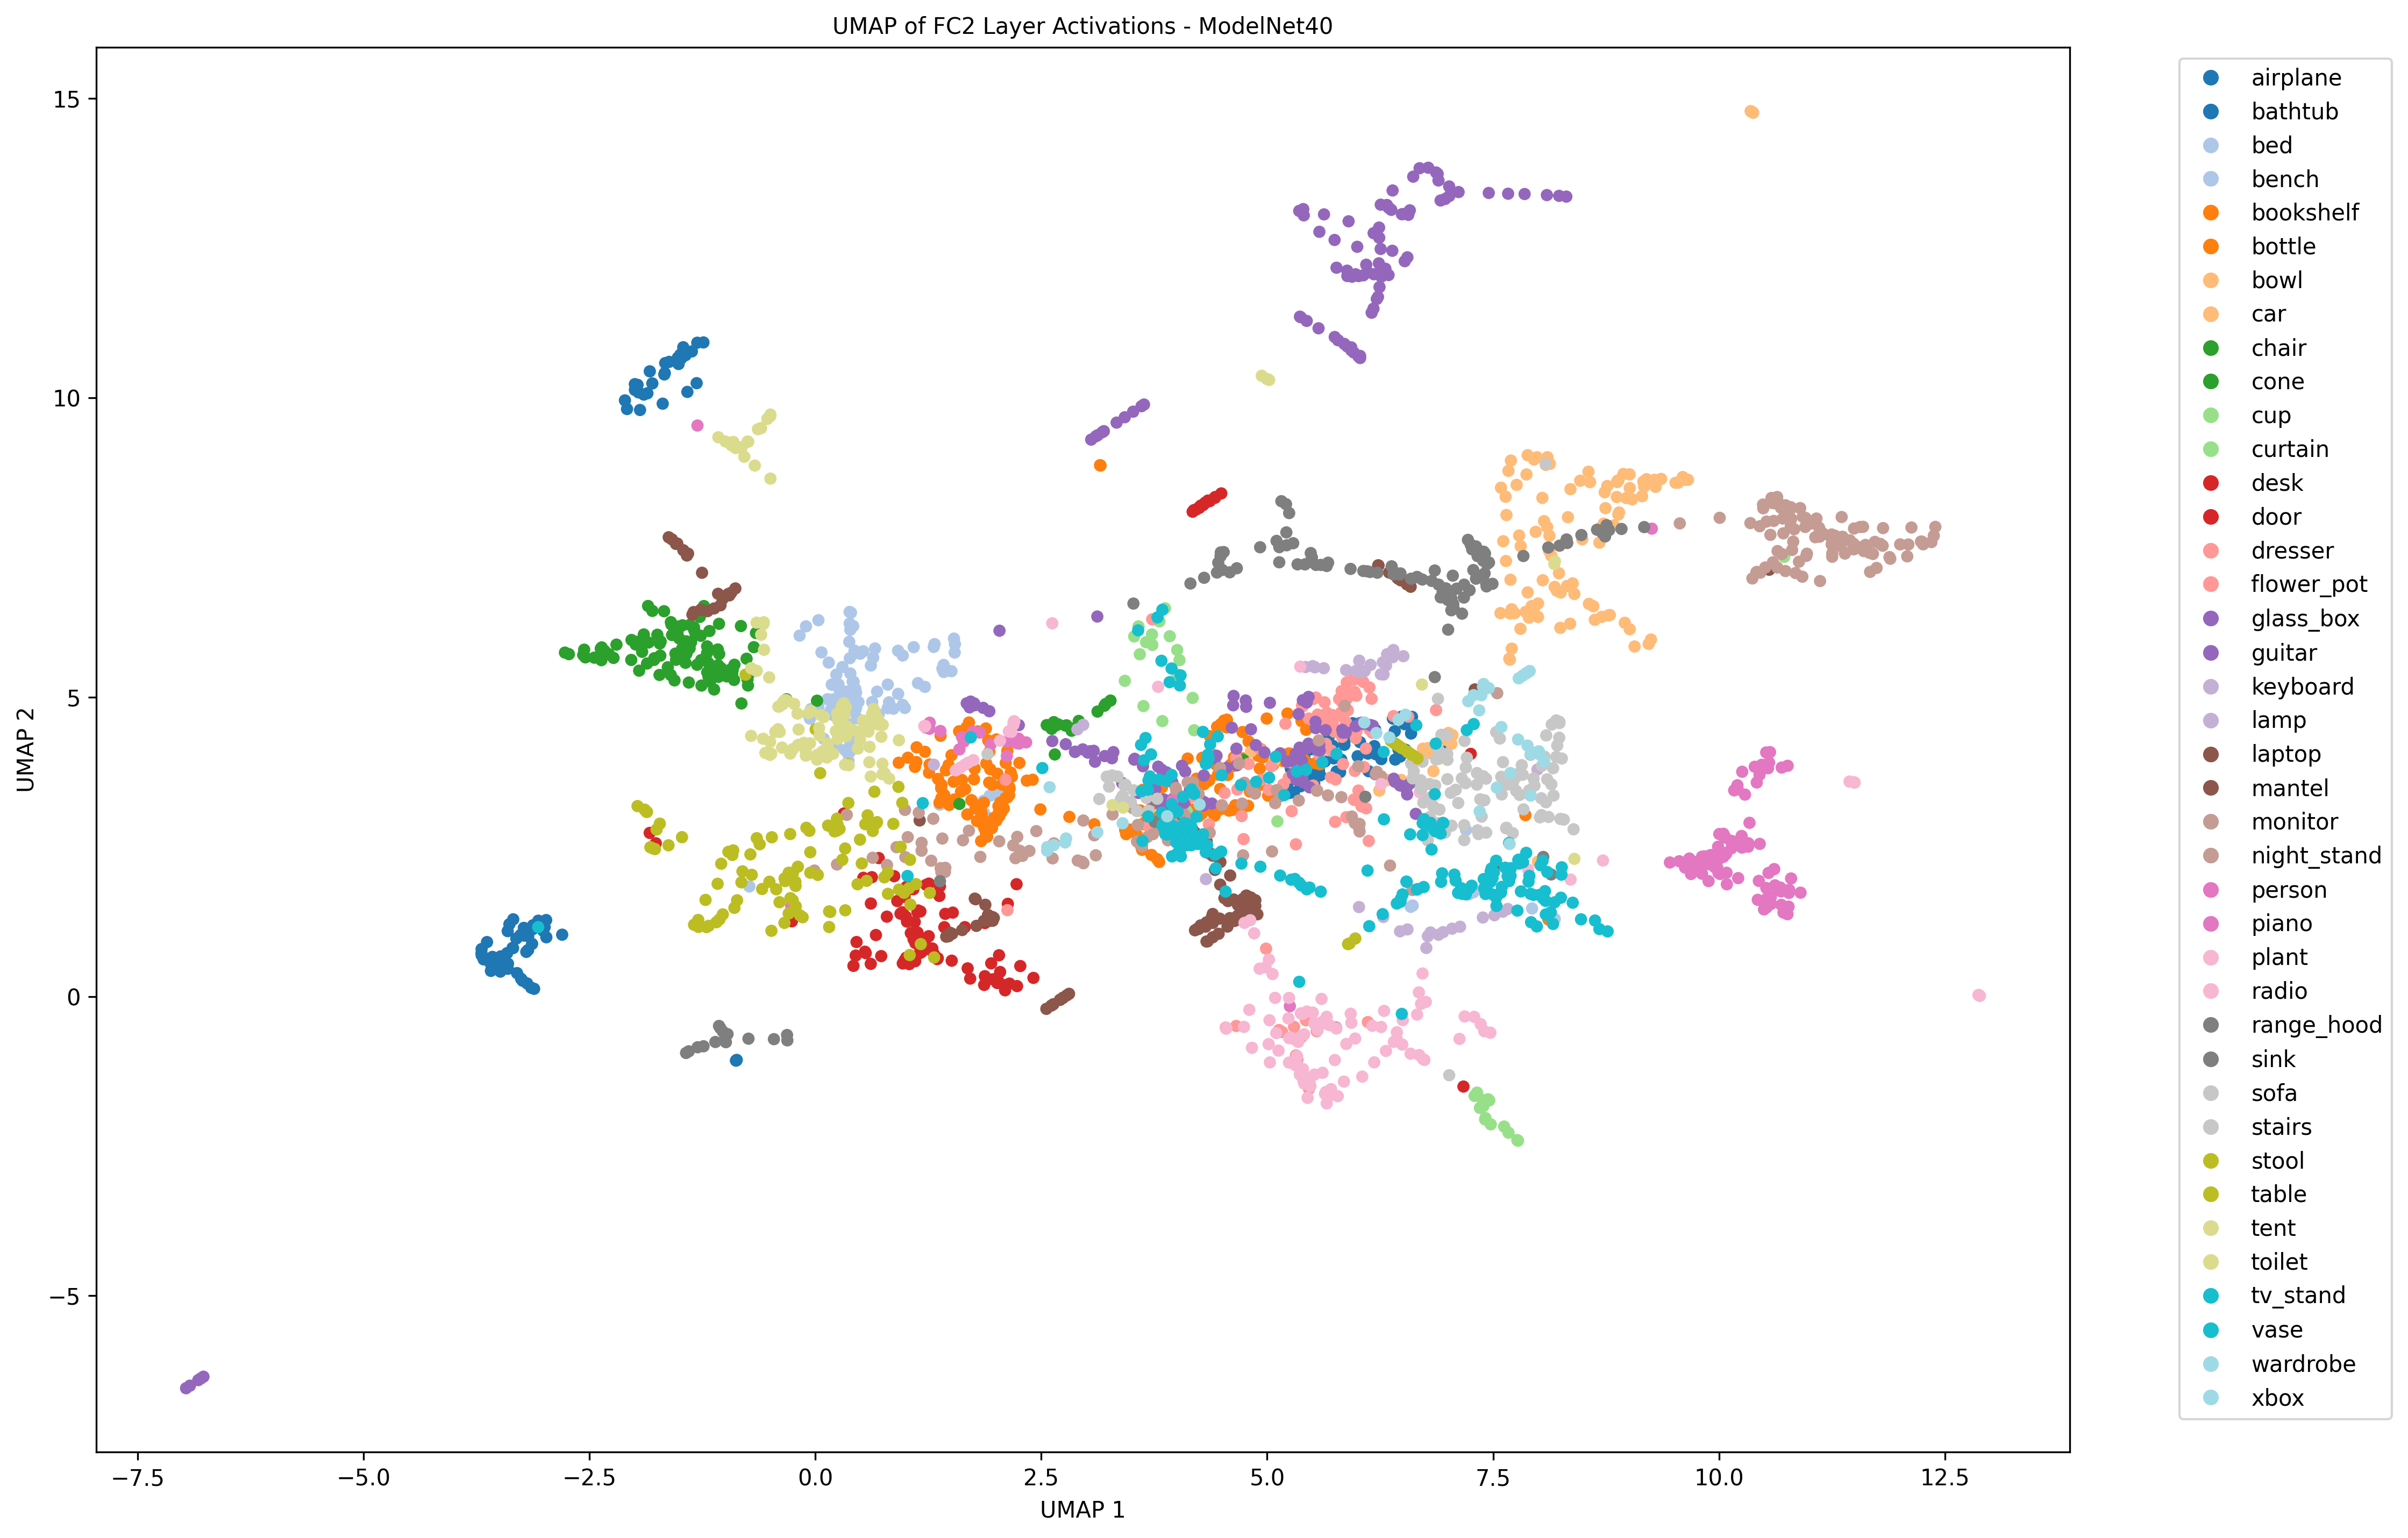 UMAP of FC2 Layer Activations - ModelNet40
15
10
5
0
−5
UMAP 2
−7.5
−5.0
−2.5
0.0
2.5
5.0
7.5
10.0
12.5
UMAP 1
airplane
bathtub
bed
bench
bookshelf
bottle
bowl
car
chair
cone
cup
curtain
desk
door
dresser
flower_pot
glass_box
guitar
keyboard
lamp
laptop
mantel
monitor
night_stand
person
piano
plant
radio
range_hood
sink
sofa
stairs
stool
table
tent
toilet
tv_stand
vase
wardrobe
xbox